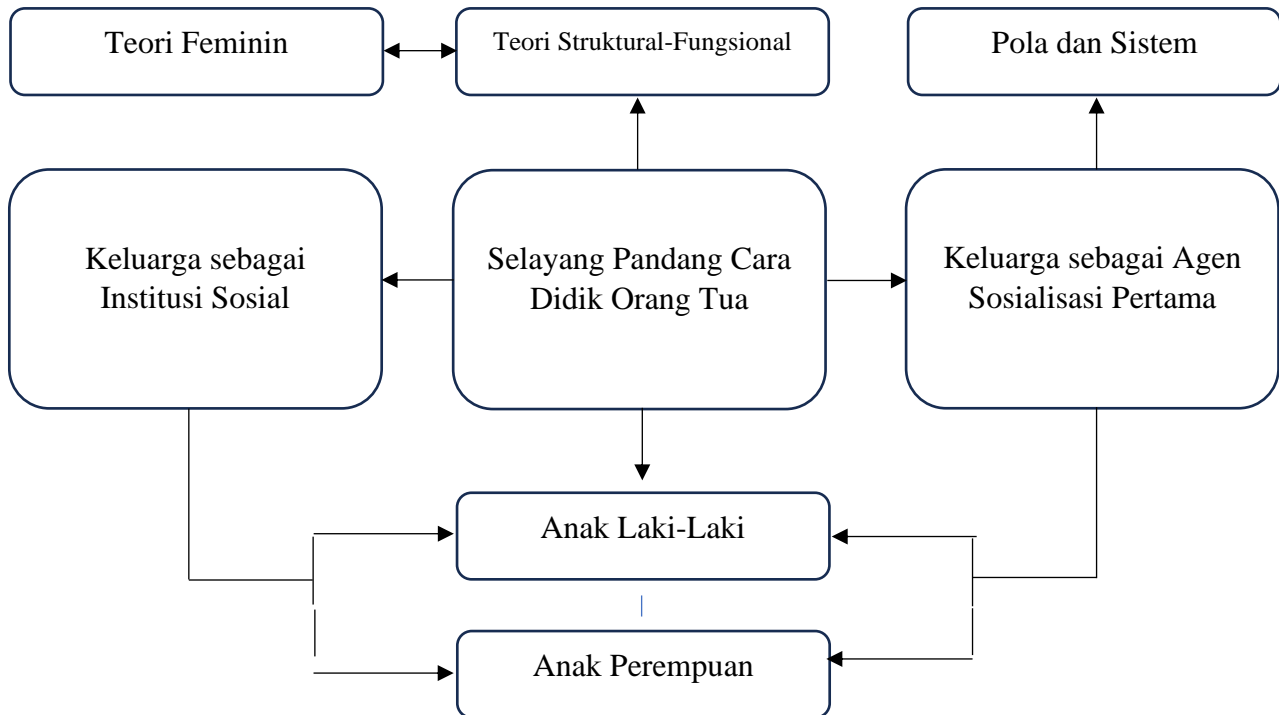 Teori Feminin
Teori Struktural-Fungsional
Pola dan Sistem
Keluarga sebagai
Institusi Sosial
Selayang Pandang Cara
Didik Orang Tua
Keluarga sebagai Agen
Sosialisasi Pertama
Anak Laki-Laki
Anak Perempuan